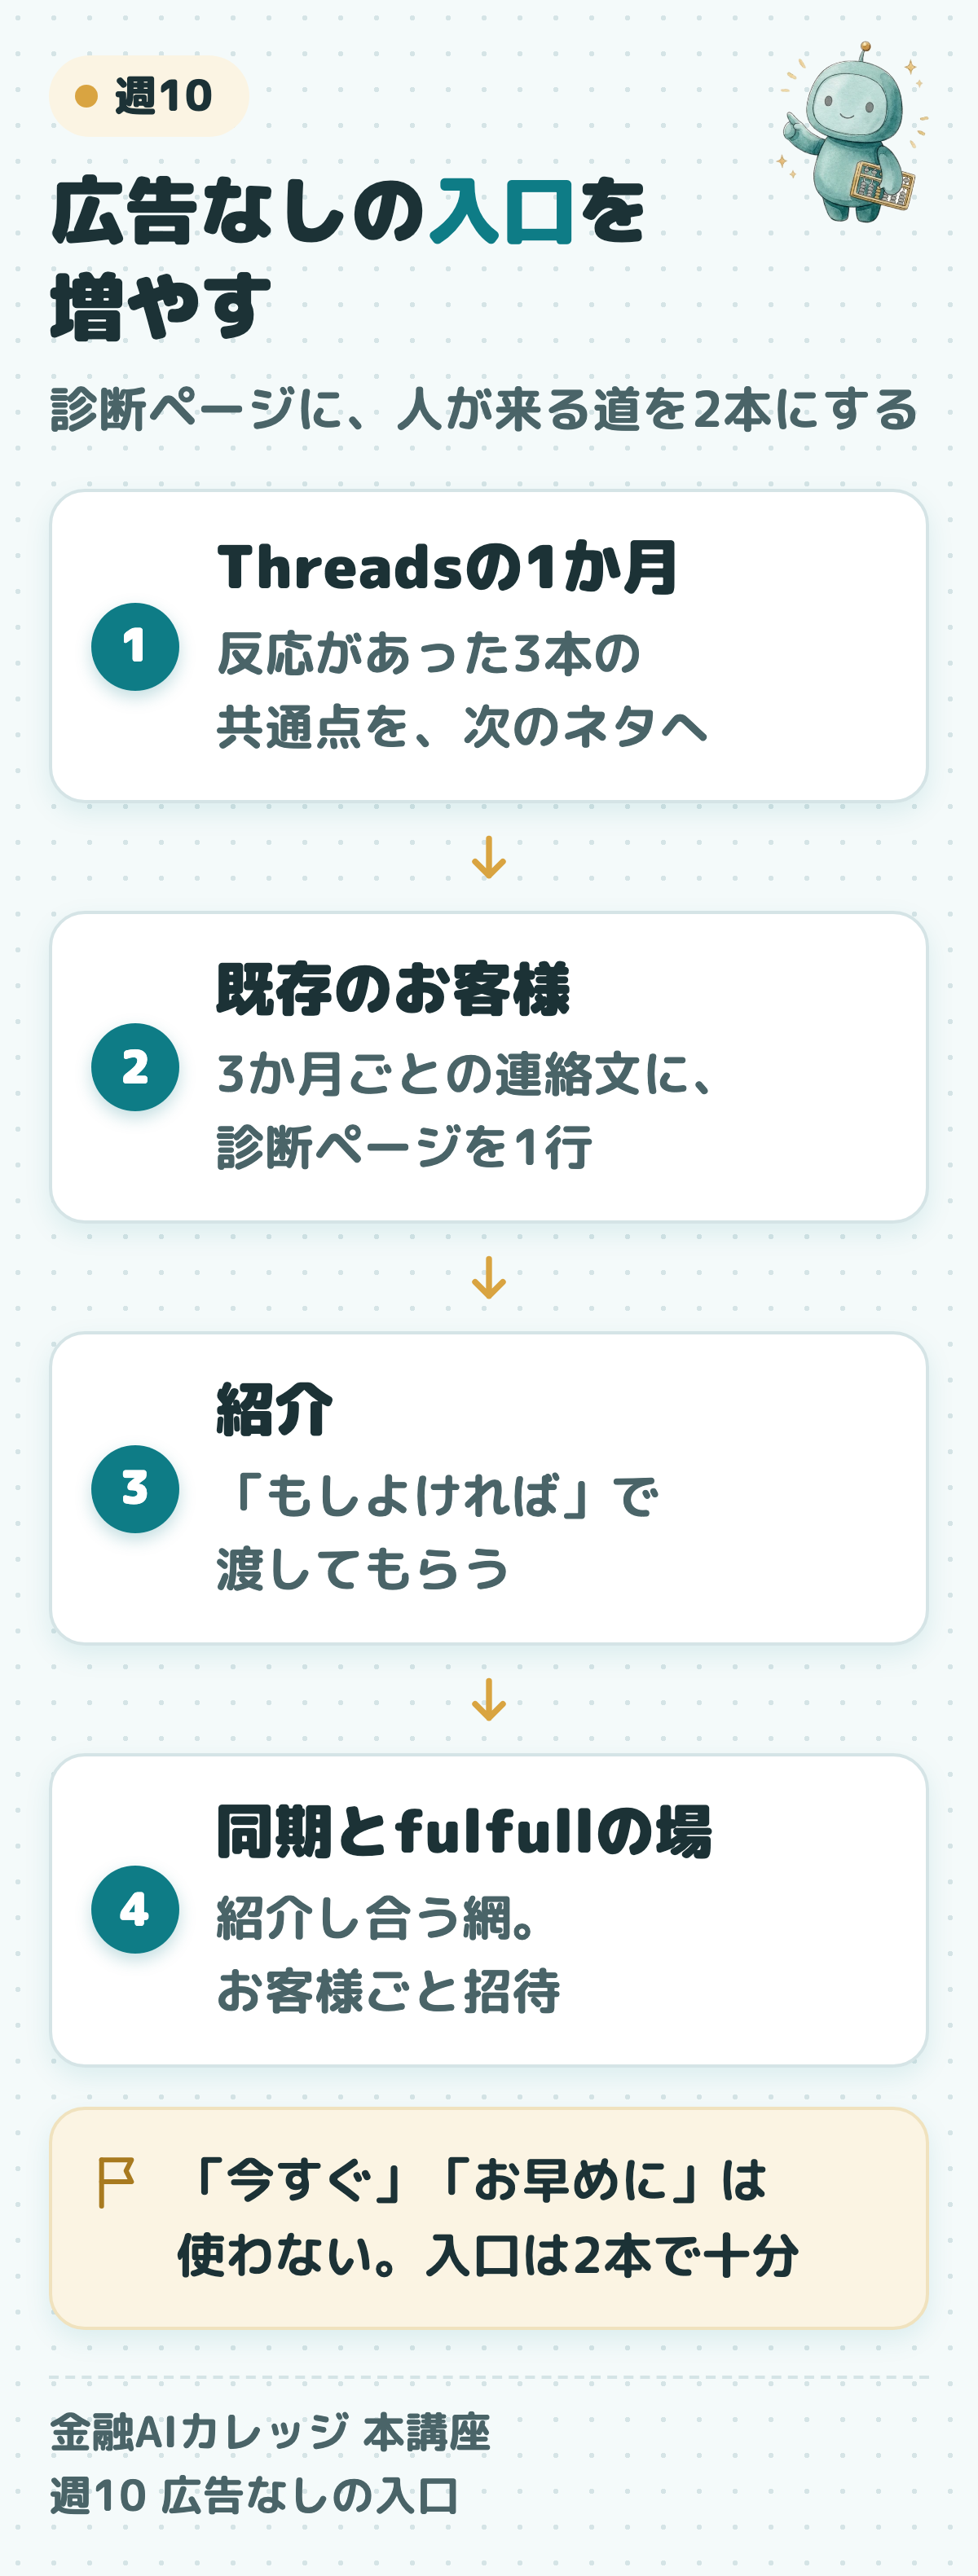 週10
広告なしの入口を
増やす
診断ページに、人が来る道を2本にする
Threadsの1か月
1
反応があった3本の
共通点を、次のネタへ
既存のお客様
2
3か月ごとの連絡文に、
診断ページを1行
紹介
3
「もしよければ」で
渡してもらう
同期とfulfullの場
4
紹介し合う網。
お客様ごと招待
「今すぐ」「お早めに」は
使わない。入口は2本で十分
金融AIカレッジ 本講座
週10 広告なしの入口